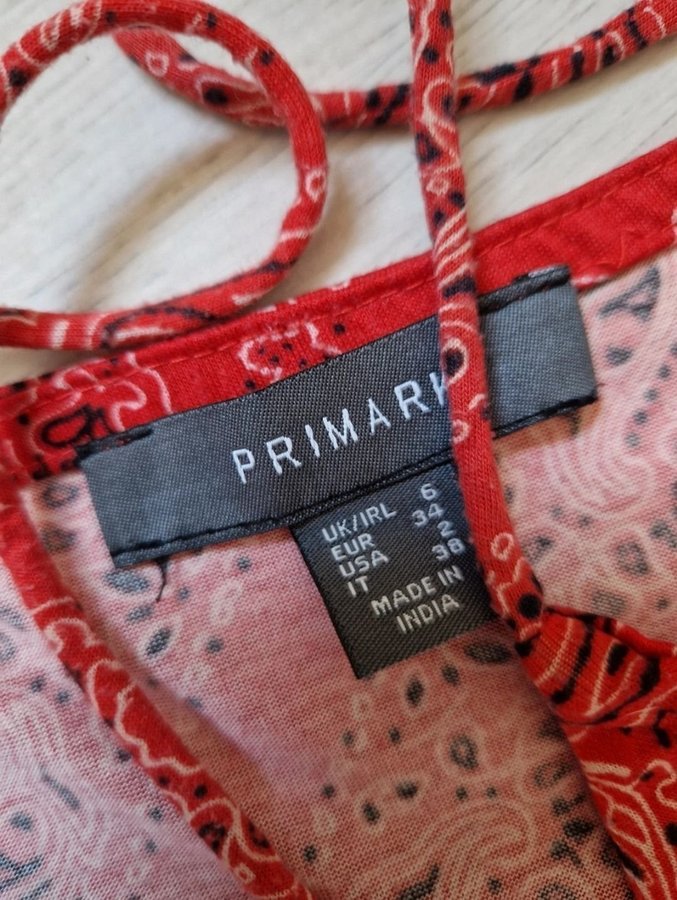 PRIMARK
UK/IRL 6
EUR 34
USA 2
IT 38
MADE IN
INDIA